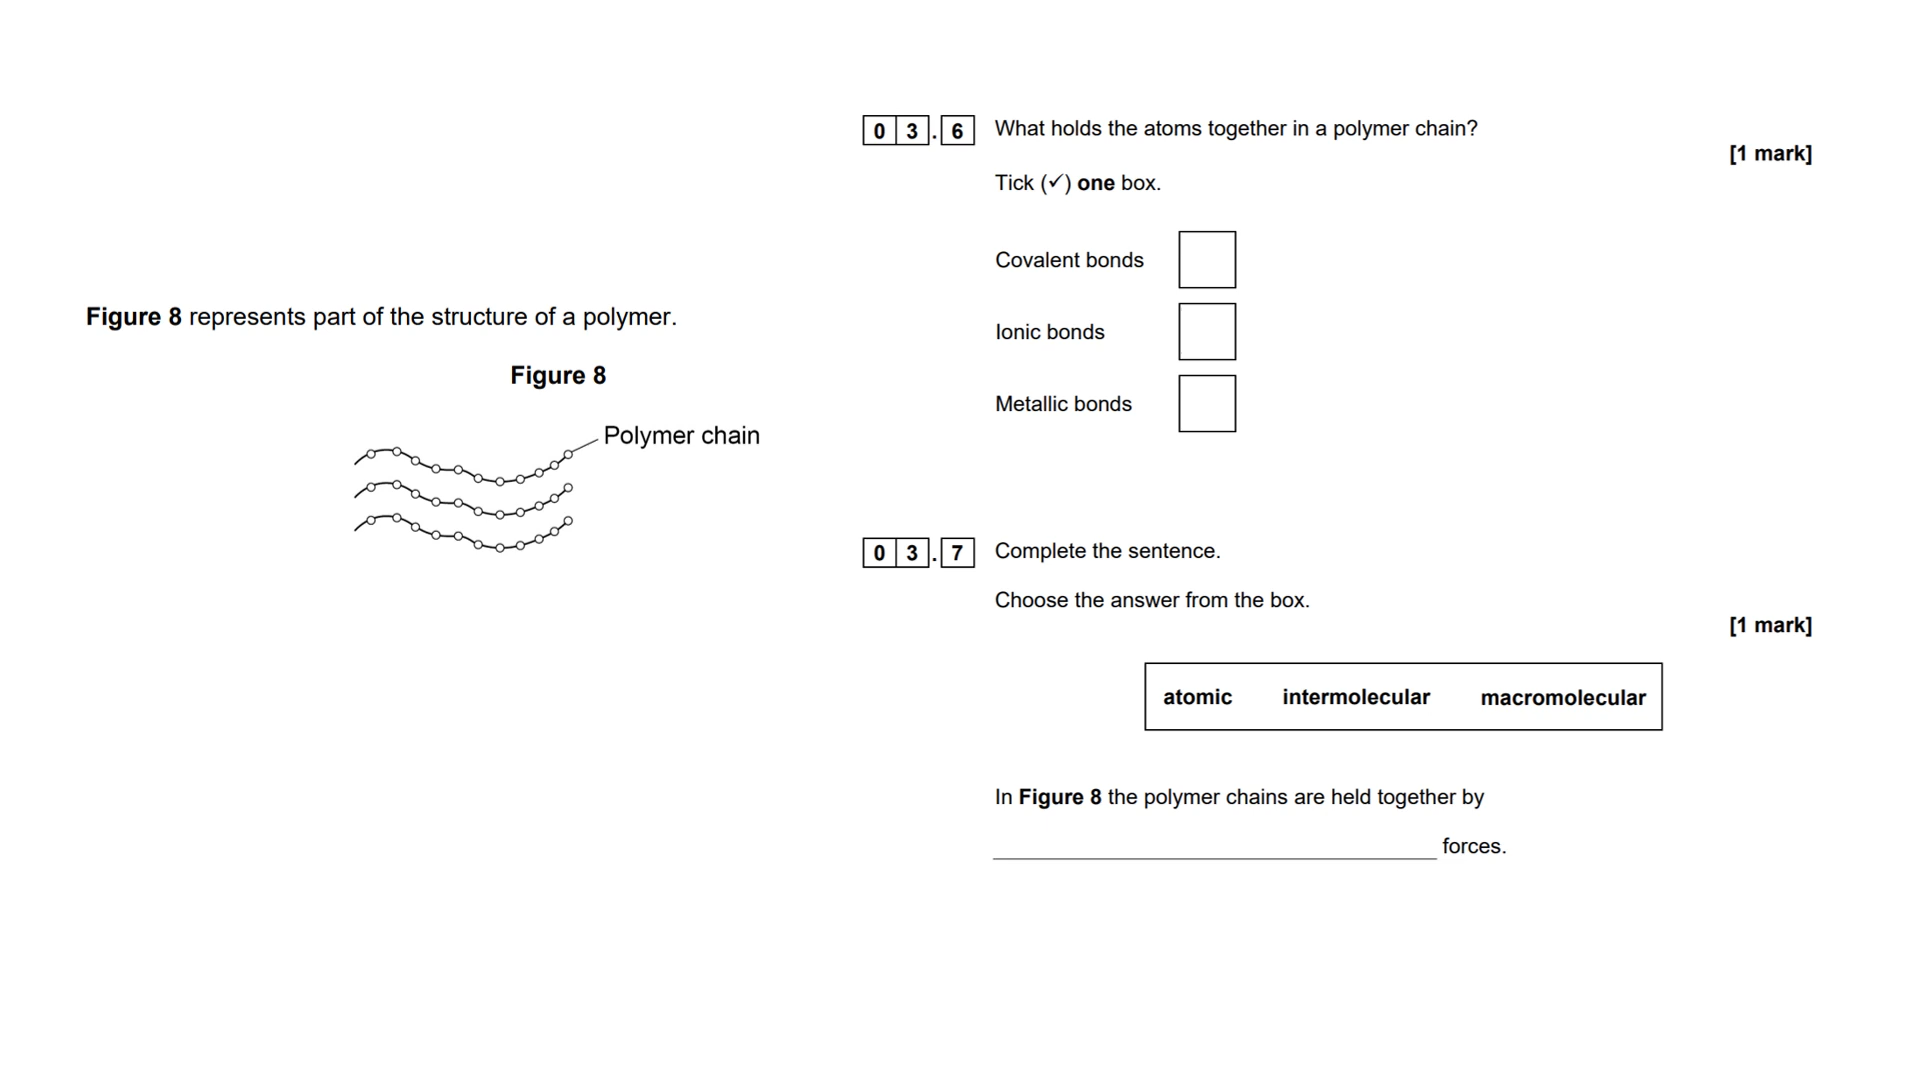 Figure 8 represents part of the structure of a polymer.
Figure 8
Polymer chain
0 3 . 6 What holds the atoms together in a polymer chain?
[1 mark]
Tick (✓) one box.
Covalent bonds
Ionic bonds
Metallic bonds
0 3 . 7 Complete the sentence.
Choose the answer from the box.
[1 mark]
atomic intermolecular macromolecular
In Figure 8 the polymer chains are held together by
forces.